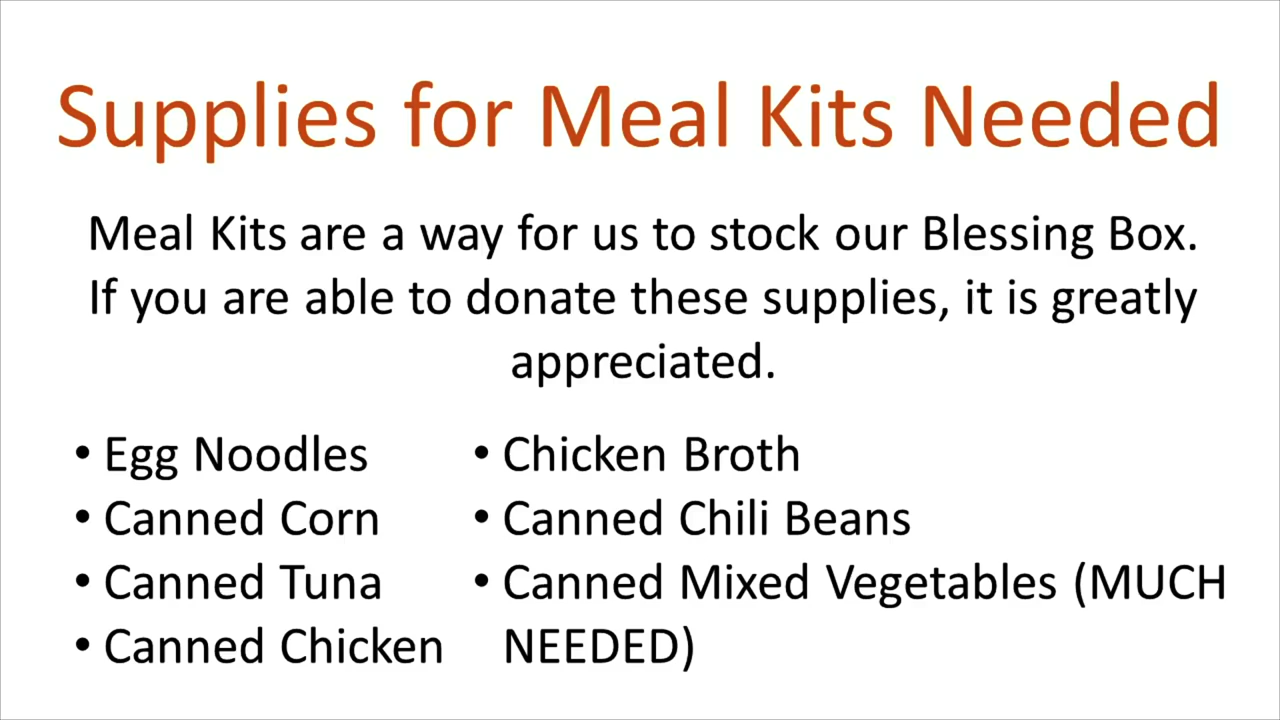 Supplies for Meal Kits Needed
Meal Kits are a way for us to stock our Blessing Box.
If you are able to donate these supplies, it is greatly
appreciated.
• Egg Noodles
• Canned Corn
• Canned Tuna
• Canned Chicken
• Chicken Broth
• Canned Chili Beans
• Canned Mixed Vegetables (MUCH
NEEDED)